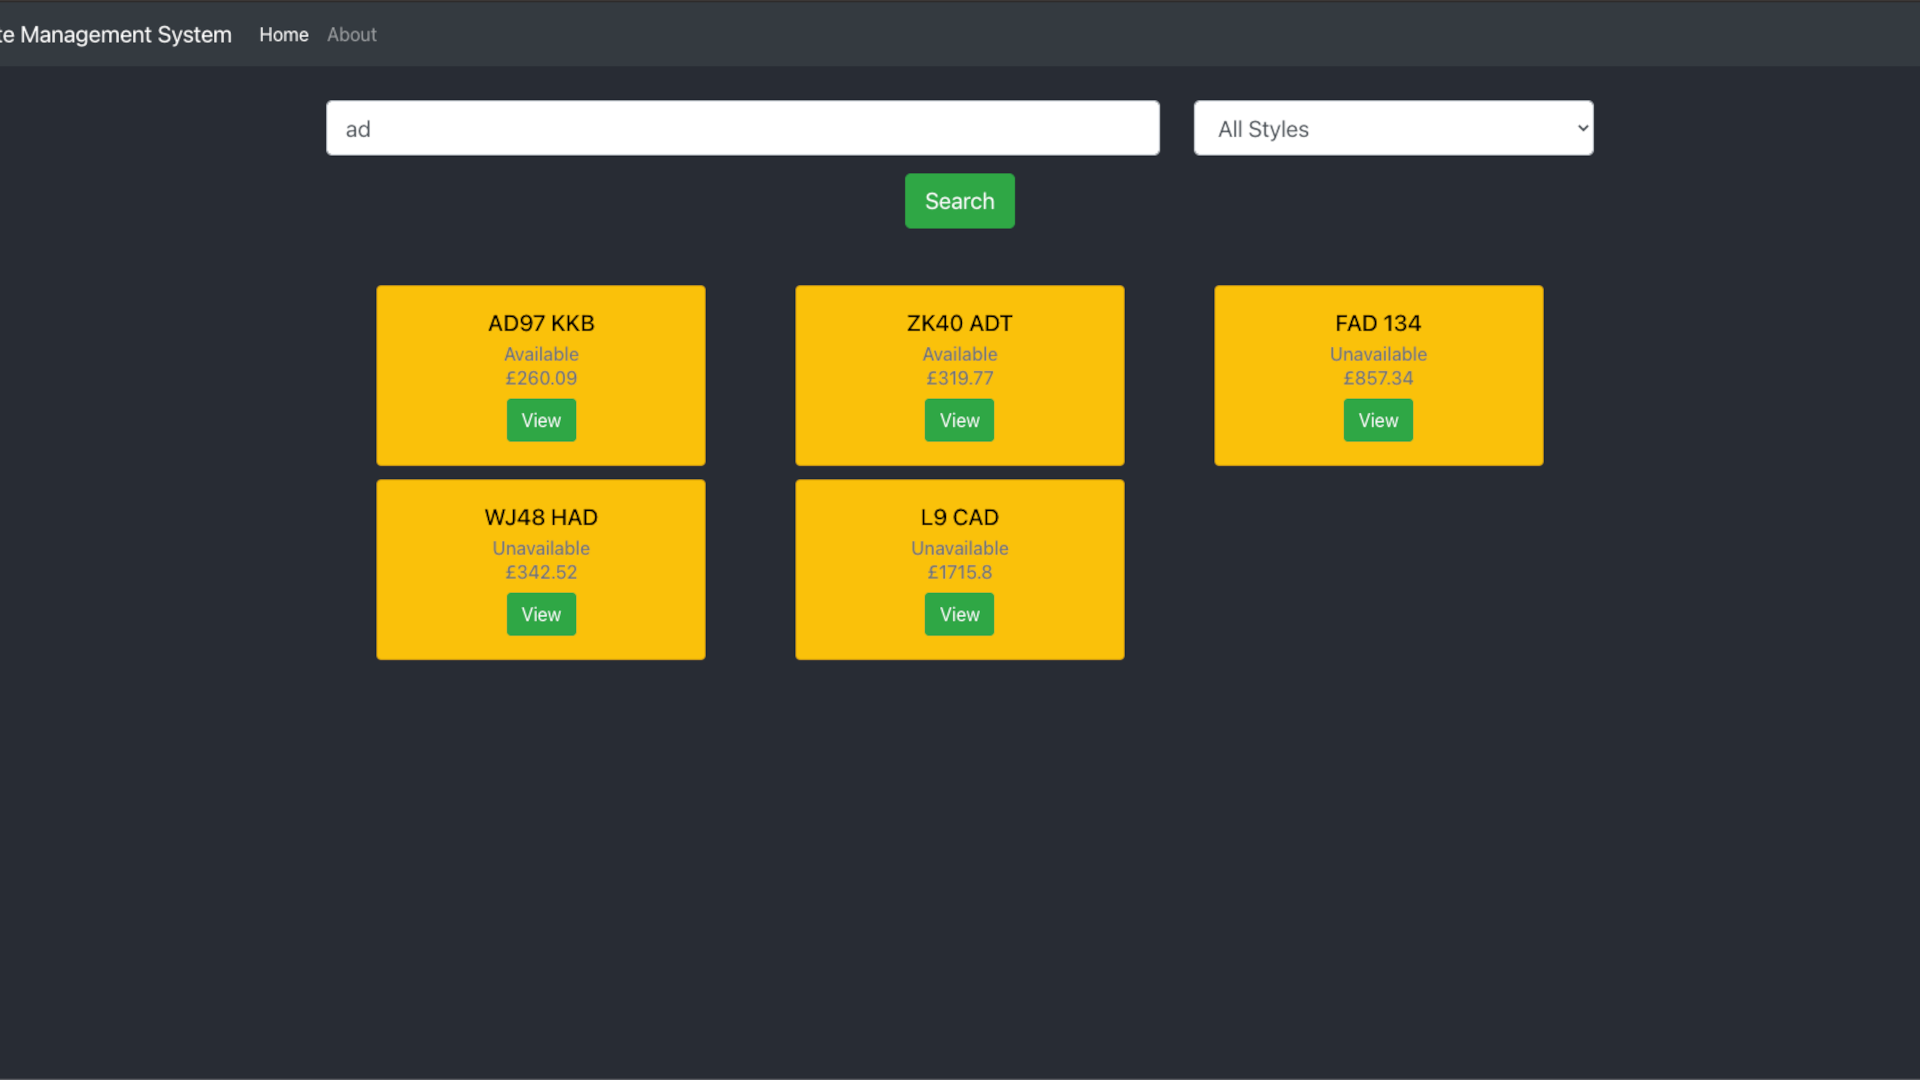 Management System Home About
ad
All Styles
Search
AD97 KKB
Available
£260.09
View
ZK40 ADT
Available
£319.77
View
FAD 134
Unavailable
£857.34
View
WJ48 HAD
Unavailable
£342.52
View
L9 CAD
Unavailable
£1715.8
View